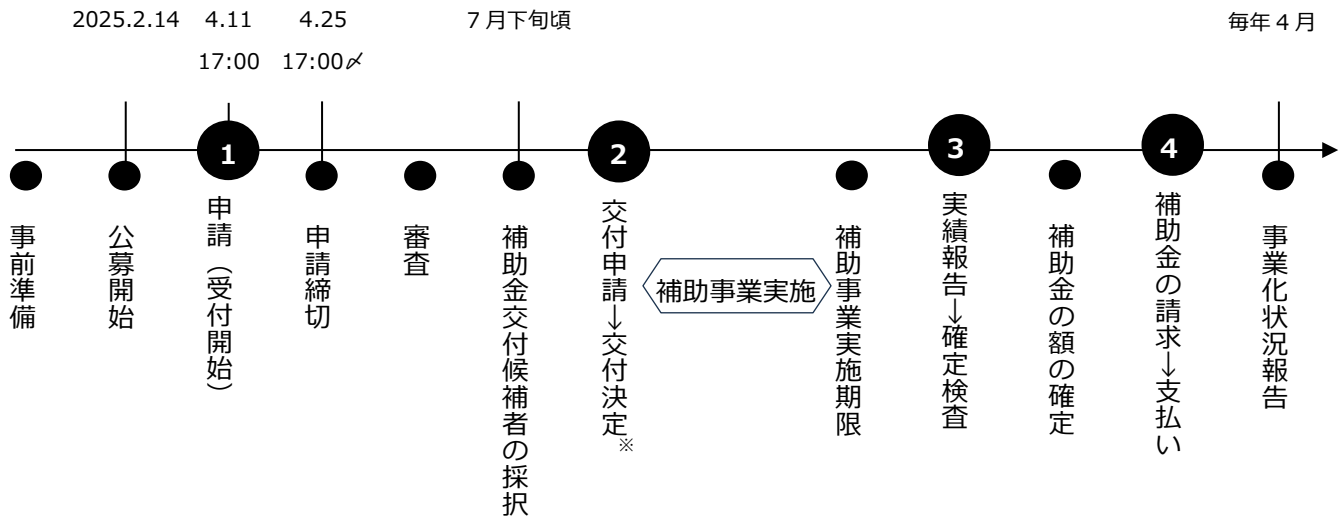 2025.2.14 4.11 4.25 7月下旬頃 毎年4月
17:00 17:00〆
1 2 3 4
事前準備
公募開始
申請（受付開始）
申請締切
審査
補助金交付候補者の採択
交付申請→交付決定※
補助事業実施
補助事業実施期限
実績報告→確定検査
補助金の額の確定
補助金の請求→支払い
事業化状況報告